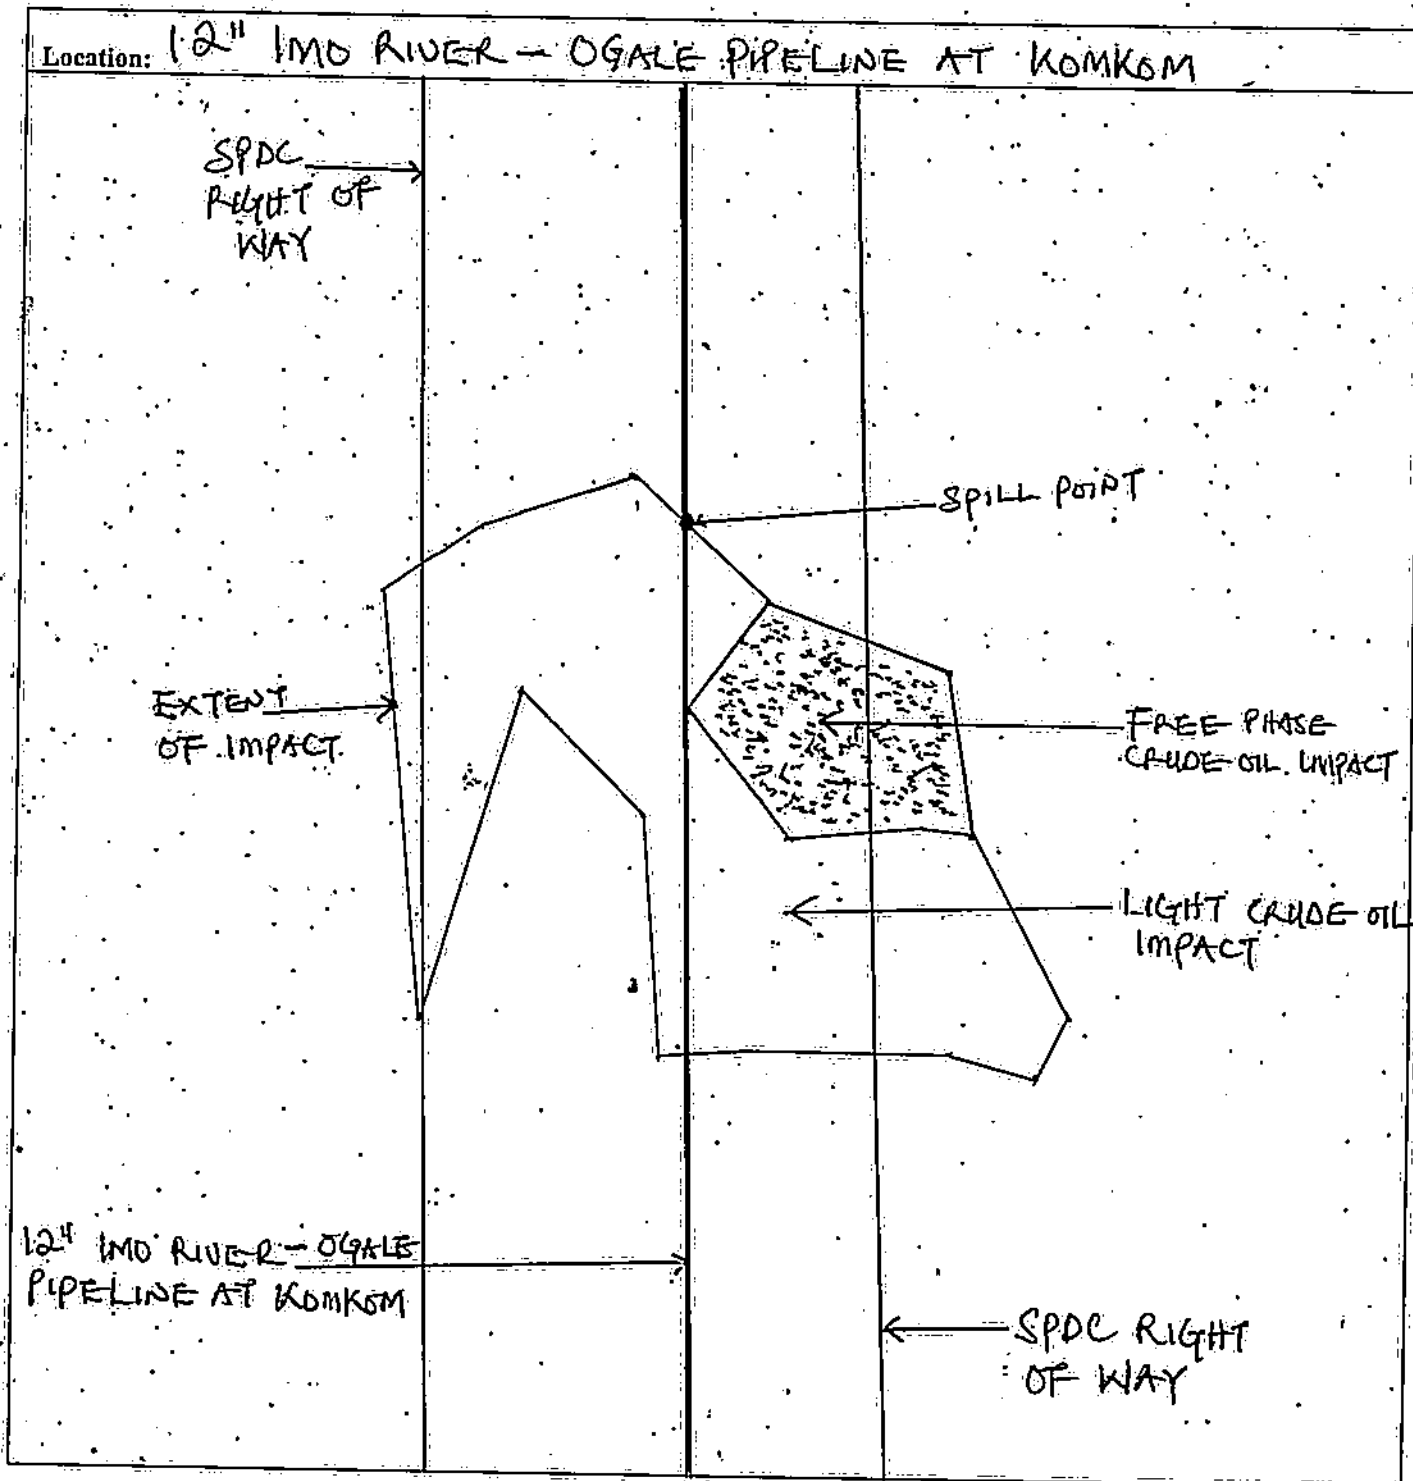 Location: 12" IMO RIVER - OGALE PIPELINE AT KOMKOM
SPDC
RIGHT OF
WAY
SPILL POINT
EXTENT
OF IMPACT
FREE PHASE
CRUDE OIL IMPACT
LIGHT CRUDE OIL
IMPACT
12" IMO RIVER - OGALE
PIPELINE AT KOMKOM
SPDC RIGHT
OF WAY